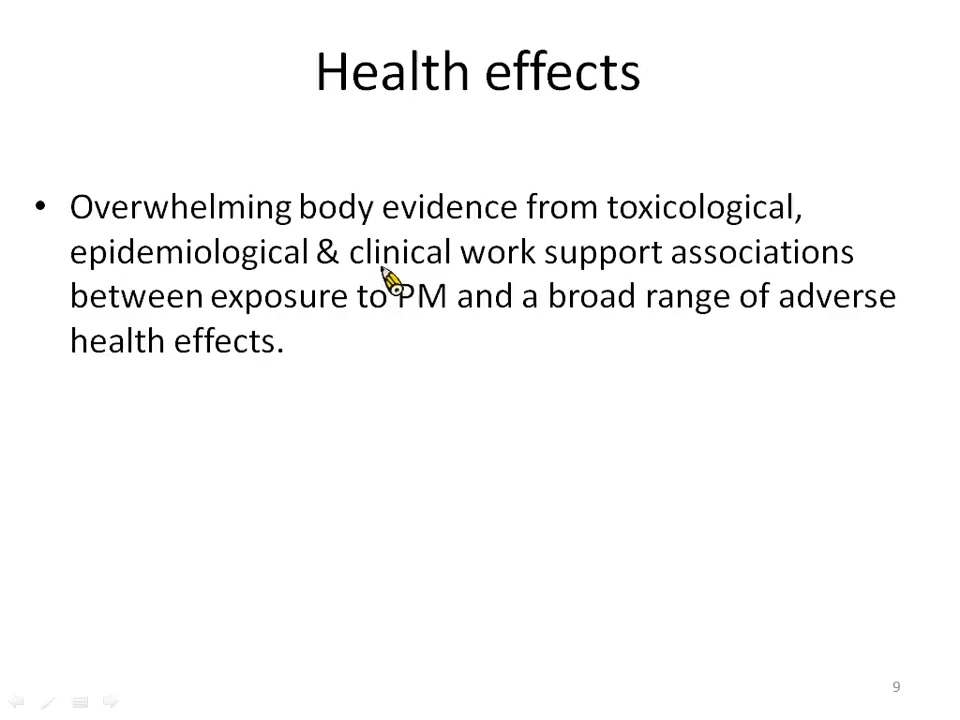 Health effects
• Overwhelming body evidence from toxicological,
epidemiological & clinical work support associations
between exposure to PM and a broad range of adverse
health effects.
9